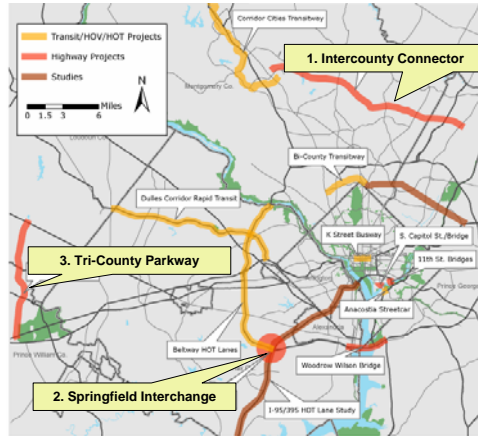 Transit/HOV/HOT Projects
Highway Projects
Studies
Miles
0 1.5 3 6
N
Corridor Cities Transitway
1. Intercounty Connector
Montgomery Co.
Loudoun Co.
Bi-County Transitway
Dulles Corridor Rapid Transit
K Street Busway
S. Capitol St./Bridge
11th St. Bridges
3. Tri-County Parkway
Prince George
Anacostia Streetcar
Alexandria
Prince William Co.
Beltway HOT Lanes
Woodrow Wilson Bridge
2. Springfield Interchange
I-95/395 HOT Lane Study